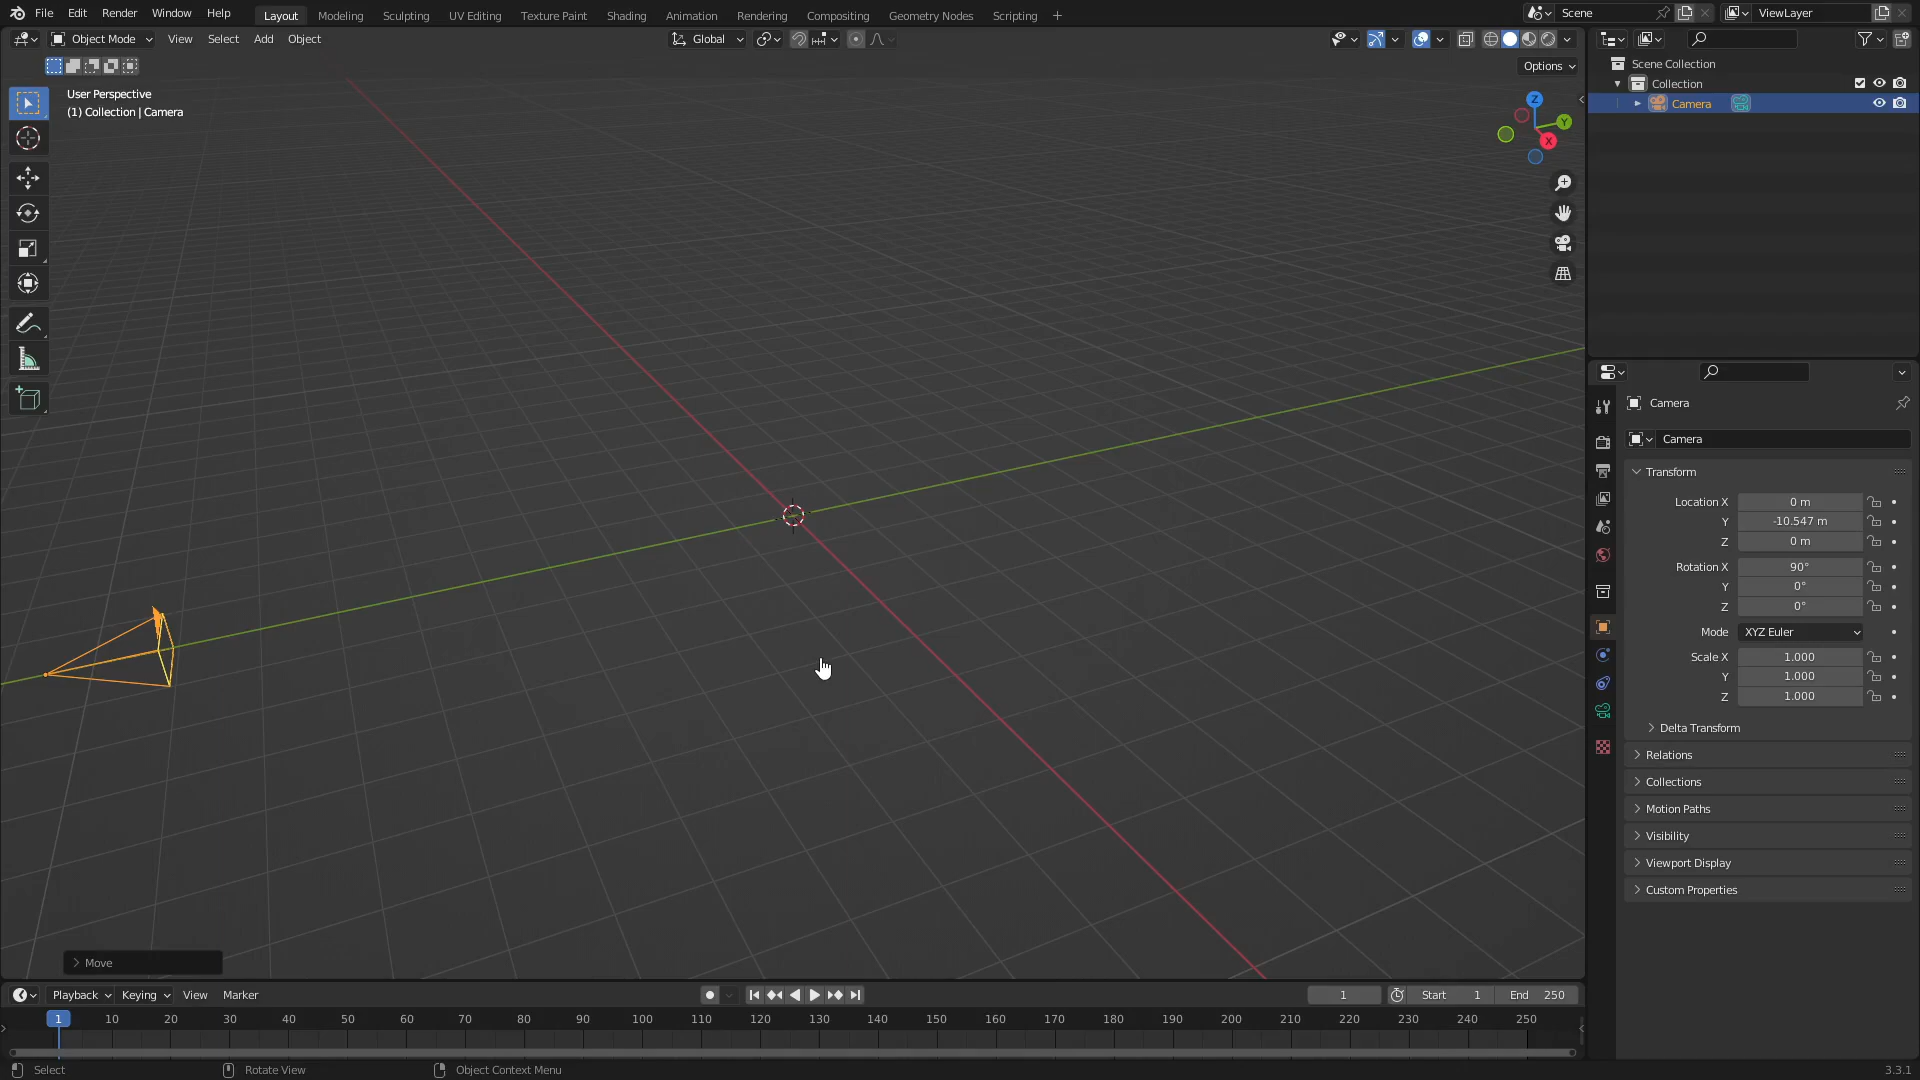 File Edit Render Window Help Layout Modeling Sculpting UV Editing Texture Paint Shading Animation Rendering Compositing Geometry Nodes Scripting + Scene ViewLayer
Object Mode View Select Add Object Global
Options
User Perspective
(1) Collection | Camera
Z
Y
X
Scene Collection
Collection
Camera
Camera
Camera
Transform
Location X 0 m
Y -10.547 m
Z 0 m
Rotation X 90°
Y 0°
Z 0°
Mode XYZ Euler
Scale X 1.000
Y 1.000
Z 1.000
Delta Transform
Relations
Collections
Motion Paths
Visibility
Viewport Display
Custom Properties
Move
Playback Keying View Marker 1 Start 1 End 250
1 10 20 30 40 50 60 70 80 90 100 110 120 130 140 150 160 170 180 190 200 210 220 230 240 250
Select Rotate View Object Context Menu 3.3.1